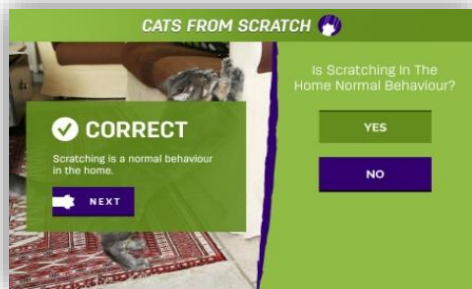 CATS FROM SCRATCH
CORRECT
Scratching is a normal behaviour
in the home.
NEXT
Is Scratching In The
Home Normal Behaviour?
YES
NO